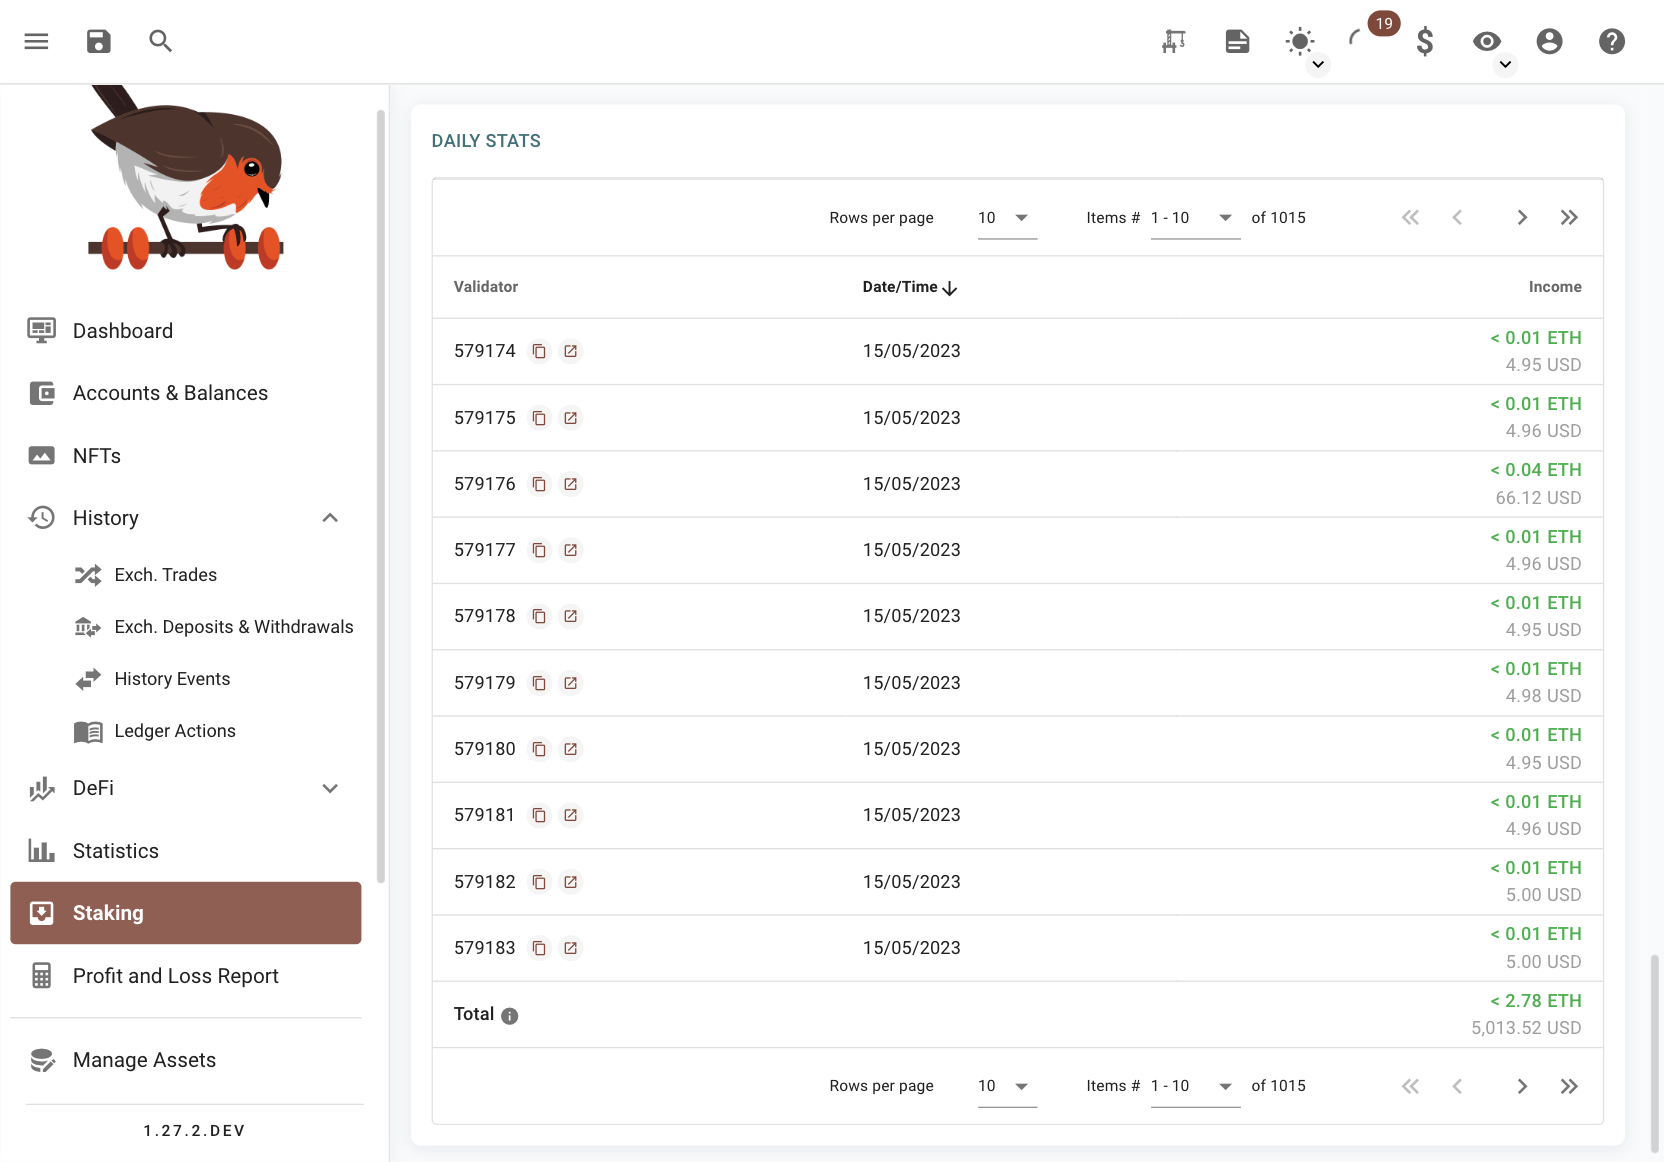 19
DAILY STATS
Rows per page 10 Items # 1 - 10 of 1015
Validator Date/Time Income
579174 15/05/2023 < 0.01 ETH
4.95 USD
579175 15/05/2023 < 0.01 ETH
4.96 USD
579176 15/05/2023 < 0.04 ETH
66.12 USD
579177 15/05/2023 < 0.01 ETH
4.96 USD
579178 15/05/2023 < 0.01 ETH
4.95 USD
579179 15/05/2023 < 0.01 ETH
4.98 USD
579180 15/05/2023 < 0.01 ETH
4.95 USD
579181 15/05/2023 < 0.01 ETH
4.96 USD
579182 15/05/2023 < 0.01 ETH
5.00 USD
579183 15/05/2023 < 0.01 ETH
5.00 USD
Total < 2.78 ETH
5,013.52 USD
Rows per page 10 Items # 1 - 10 of 1015
Dashboard
Accounts & Balances
NFTs
History
Exch. Trades
Exch. Deposits & Withdrawals
History Events
Ledger Actions
DeFi
Statistics
Staking
Profit and Loss Report
Manage Assets
1.27.2.DEV